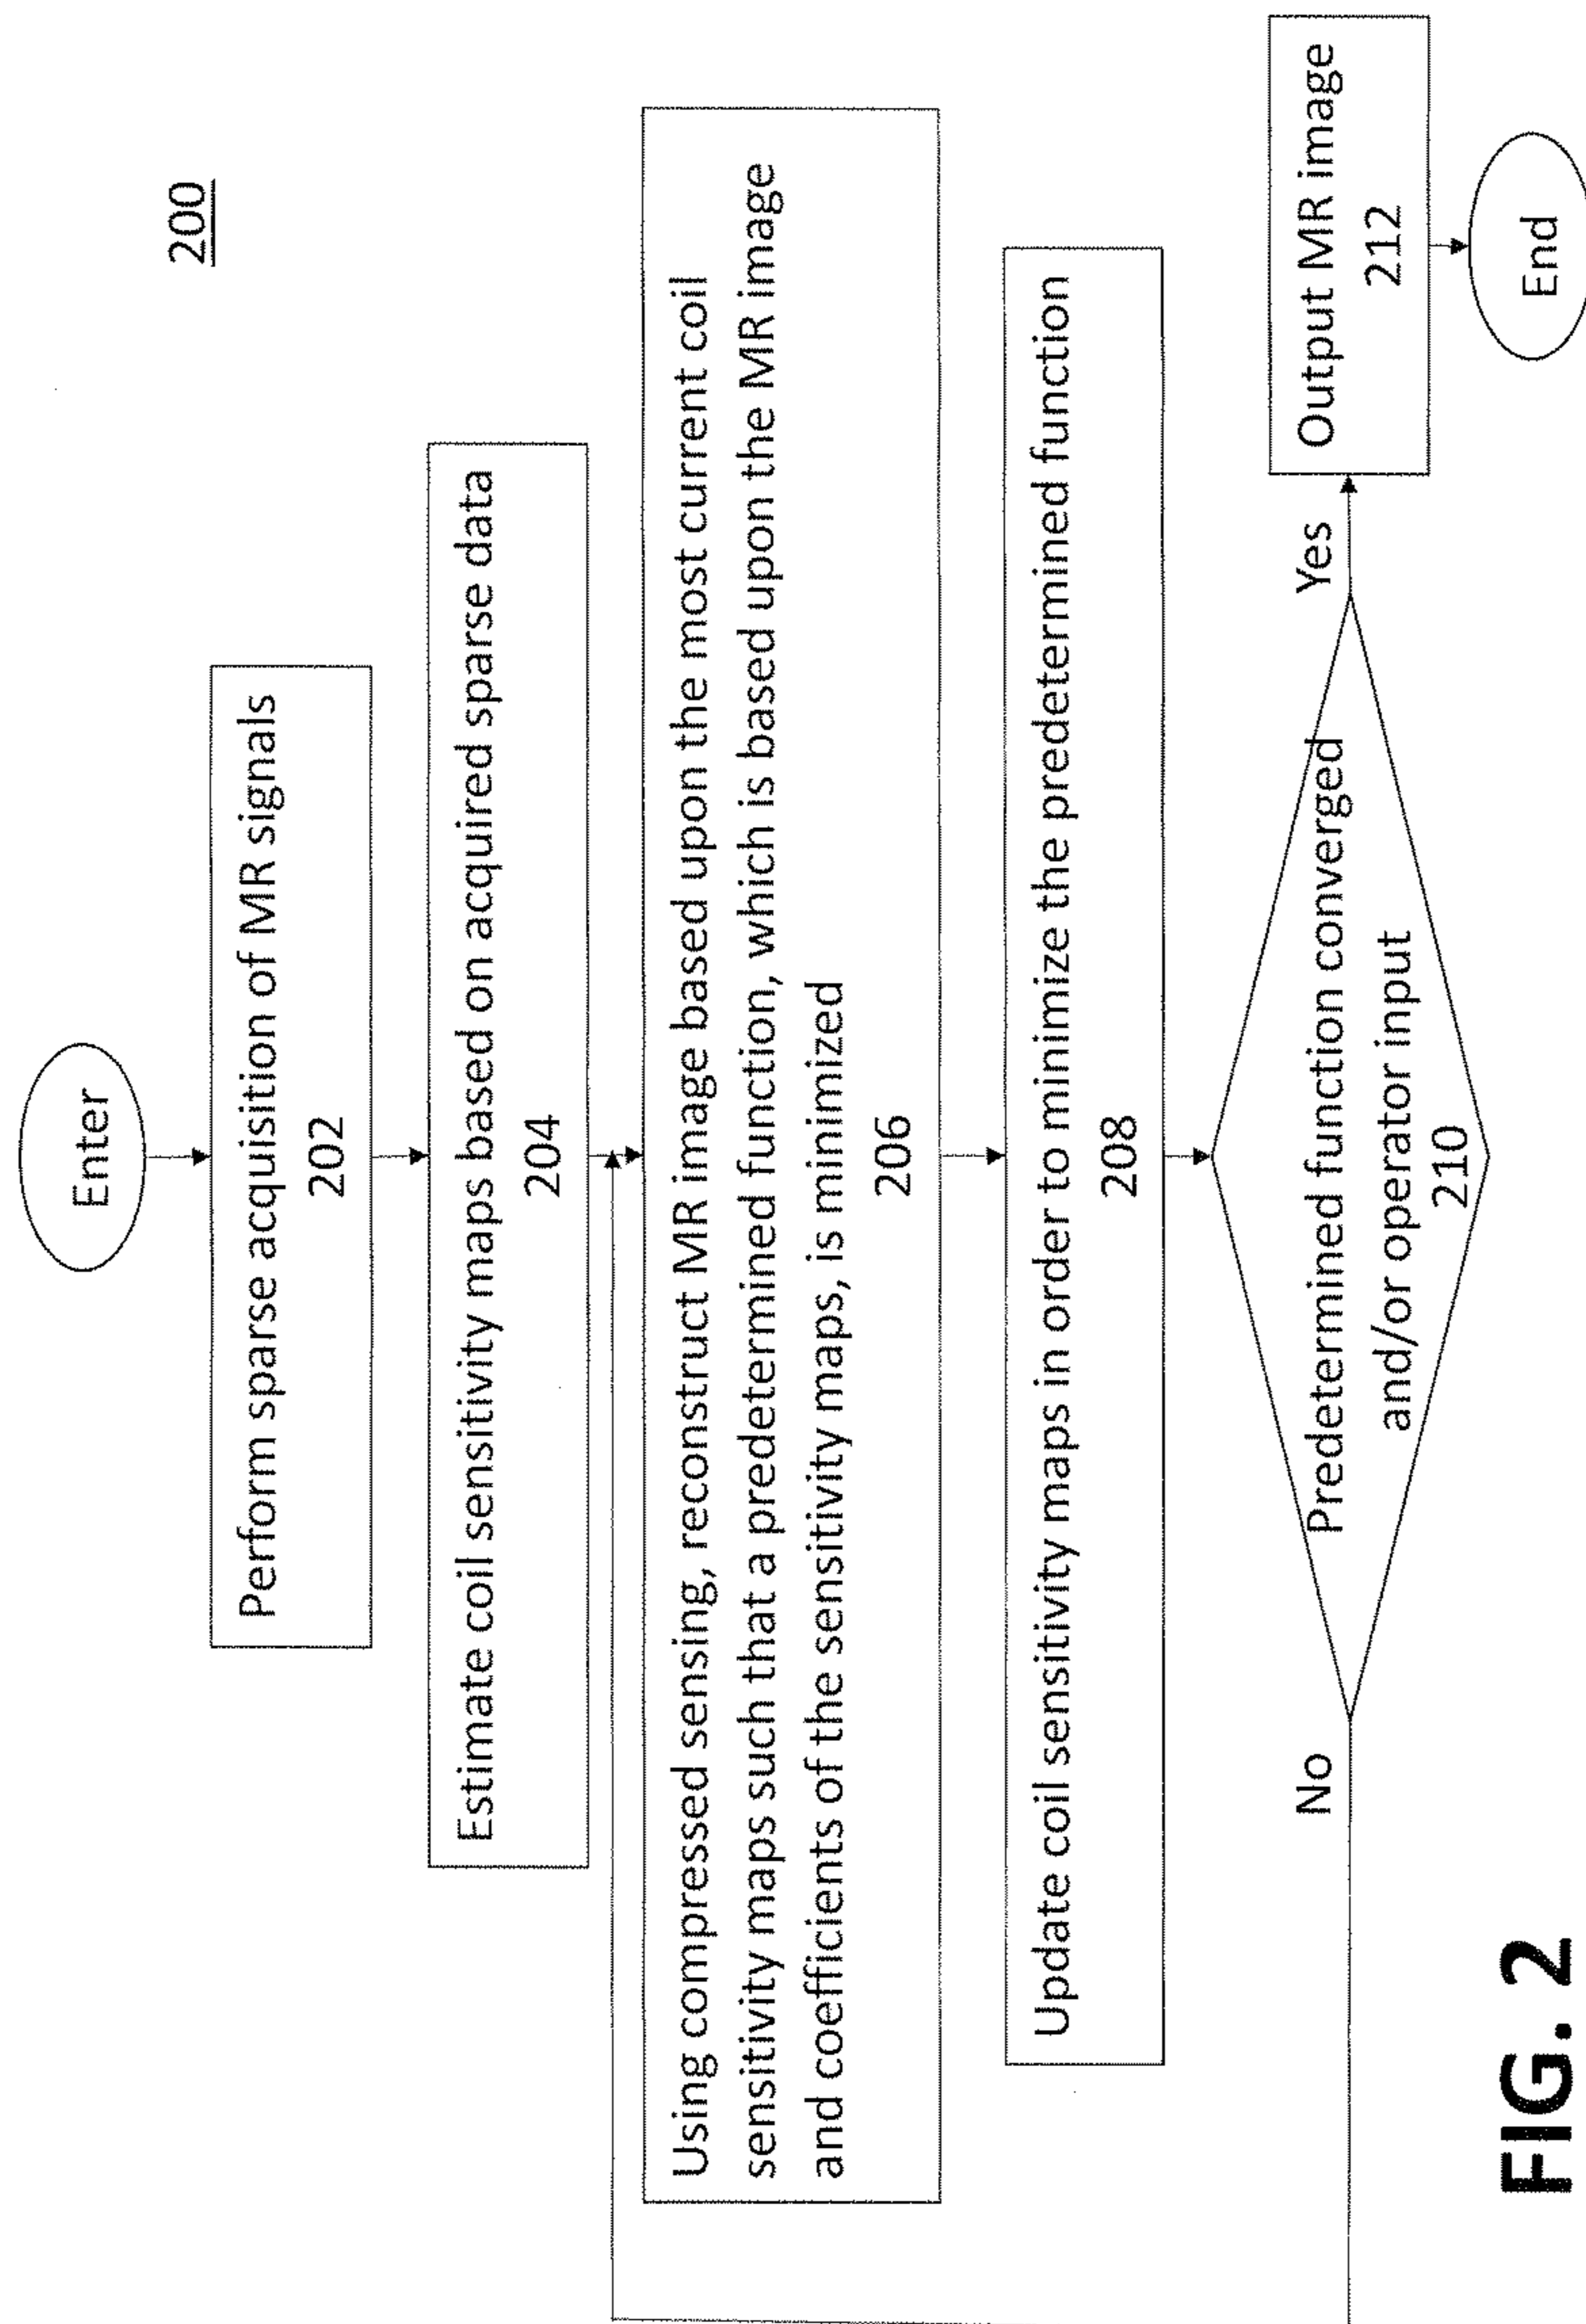 200
Enter
Perform sparse acquisition of MR signals
202
Estimate coil sensitivity maps based on acquired sparse data
204
Using compressed sensing, reconstruct MR image based upon the most current coil
sensitivity maps such that a predetermined function, which is based upon the MR image
and coefficients of the sensitivity maps, is minimized
206
Update coil sensitivity maps in order to minimize the predetermined function
208
Predetermined function converged
and/or operator input
210
No
Yes
Output MR image
212
End
FIG. 2